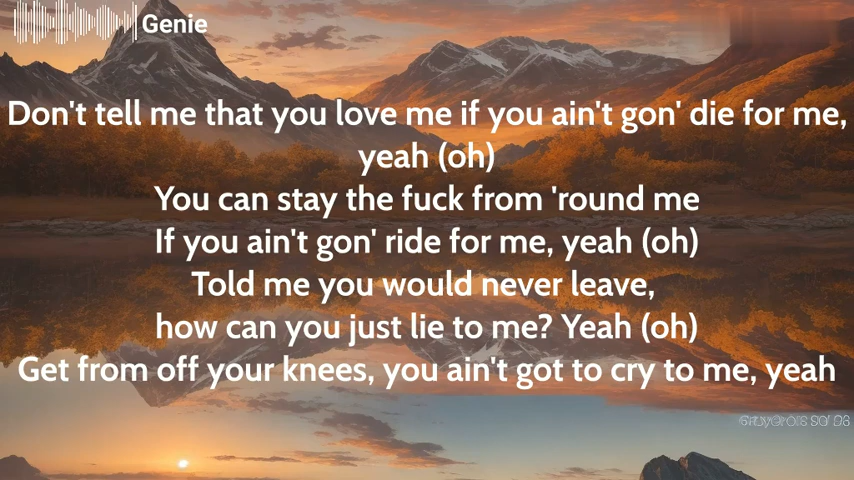 Genie
Don't tell me that you love me if you ain't gon' die for me,
yeah (oh)
You can stay the fuck from 'round me
If you ain't gon' ride for me, yeah (oh)
Told me you would never leave,
how can you just lie to me? Yeah (oh)
Get from off your knees, you ain't got to cry to me, yeah